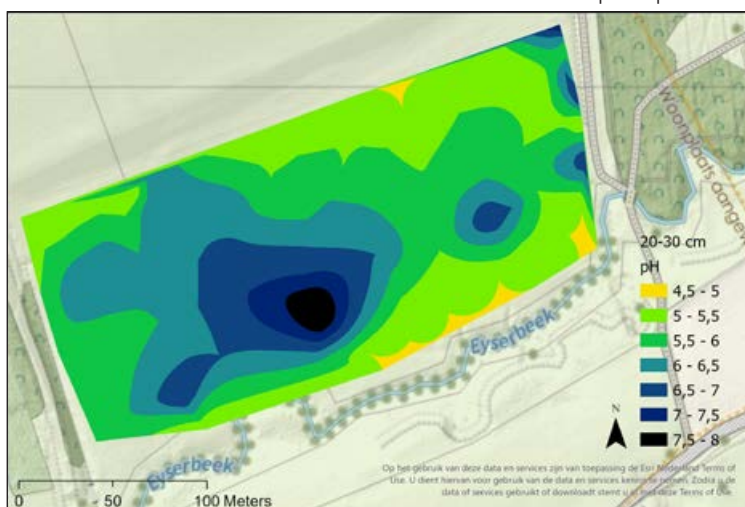 Woonplaats aangew
20-30 cm
pH
4,5 - 5
5 - 5,5
5,5 - 6
6 - 6,5
6,5 - 7
7 - 7,5
7,5 - 8
Eyserbeek
Eyserbeek
N
Op het gebruik van deze data en services zijn van toepassing de Esri Nederland Terms of
Use. U dient hiervan voor gebruik van de data en services kennis te nemen. Zodra u de
data of services gebruikt of downloadt stemt u in met deze Terms of Use.
0 50 100 Meters